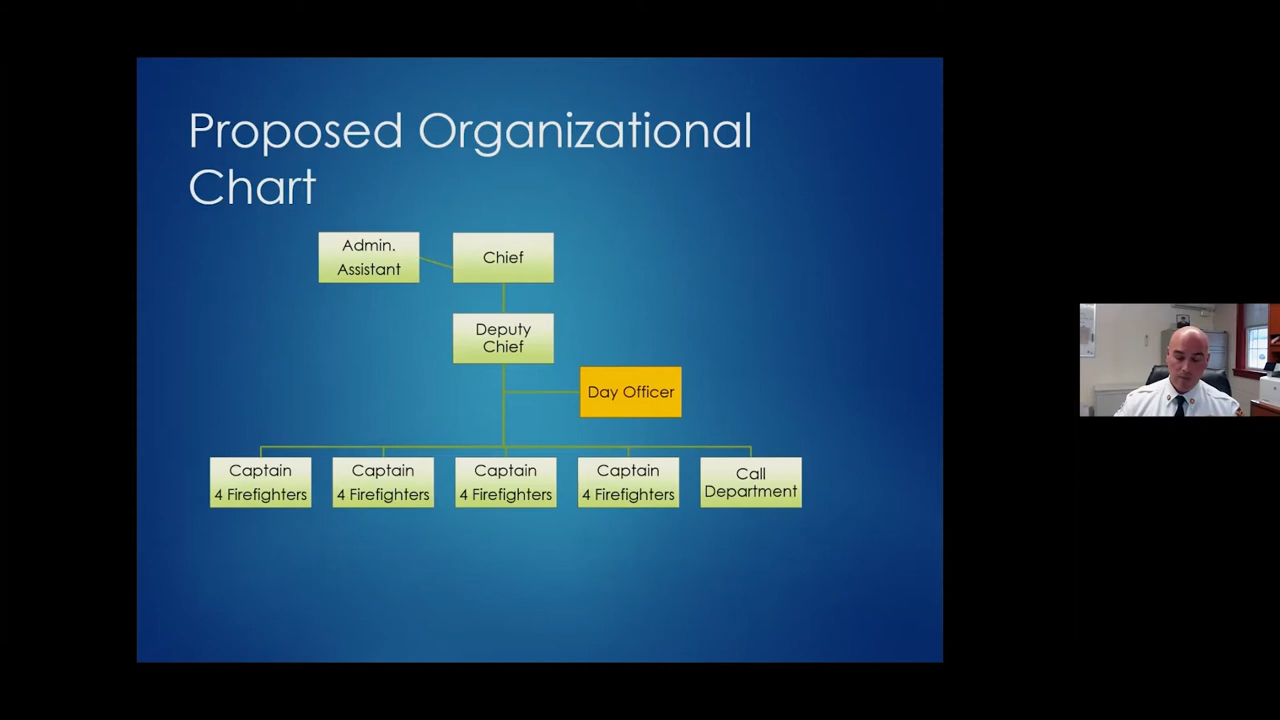 Proposed Organizational
Chart
Admin.
Assistant
Chief
Deputy
Chief
Day Officer
Captain
4 Firefighters
Captain
4 Firefighters
Captain
4 Firefighters
Captain
4 Firefighters
Call
Department